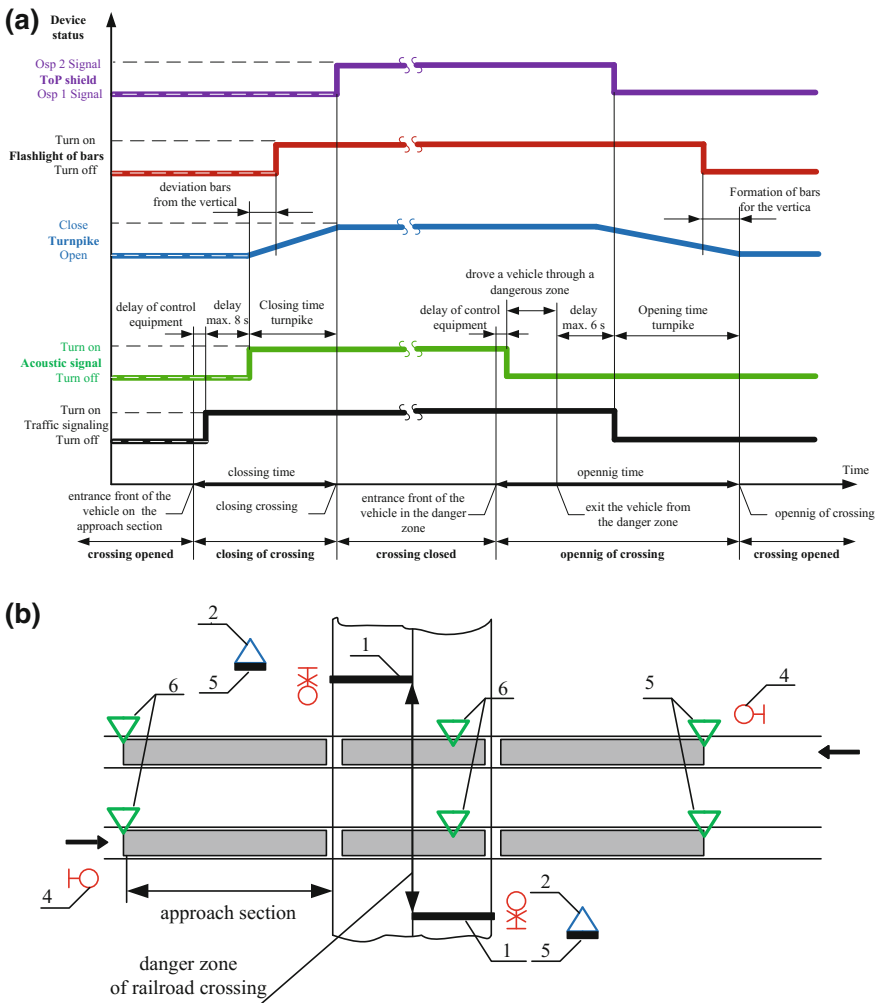 (a)
Device
status
Osp 2 Signal
ToP shield
Osp 1 Signal
Turn on
Flashlight of bars
Turn off
deviation bars
from the vertical
Formation of bars
for the vertica
Close
Turnpike
Open
drove a vehicle through a
dangerous zone
delay of control
equipment
delay
max. 8 s
Closing time
turnpike
delay of control
equipment
delay
max. 6 s
Opening time
turnpike
Turn on
Acoustic signal
Turn off
Turn on
Traffic signaling
Turn off
clossing time
opennig time
Time
entrance front of the
vehicle on the
approach section
closing crossing
entrance front of the
vehicle in the danger
zone
exit the vehicle from
the danger zone
opennig of crossing
crossing opened
closing of crossing
crossing closed
opennig of crossing
crossing opened
(b)
2
1
5
6
6
5
4
4
approach section
2
1
5
danger zone
of railroad crossing